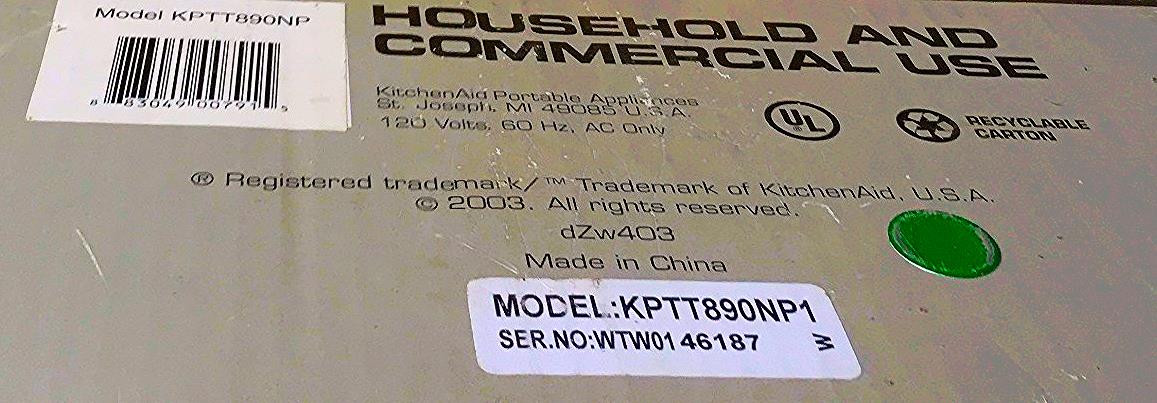 Model KPTT890NP
8 83049 00791 5
HOUSEHOLD AND
COMMERCIAL USE
KitchenAid Portable Appliances
St. Joseph, MI 49085 U.S.A.
120 Volts, 60 Hz, AC Only
UL
RECYCLABLE
CARTON
® Registered trademark/™ Trademark of KitchenAid, U.S.A.
© 2003. All rights reserved.
dZw403
Made in China
MODEL:KPTT890NP1
SER.NO:WTW0146187
W